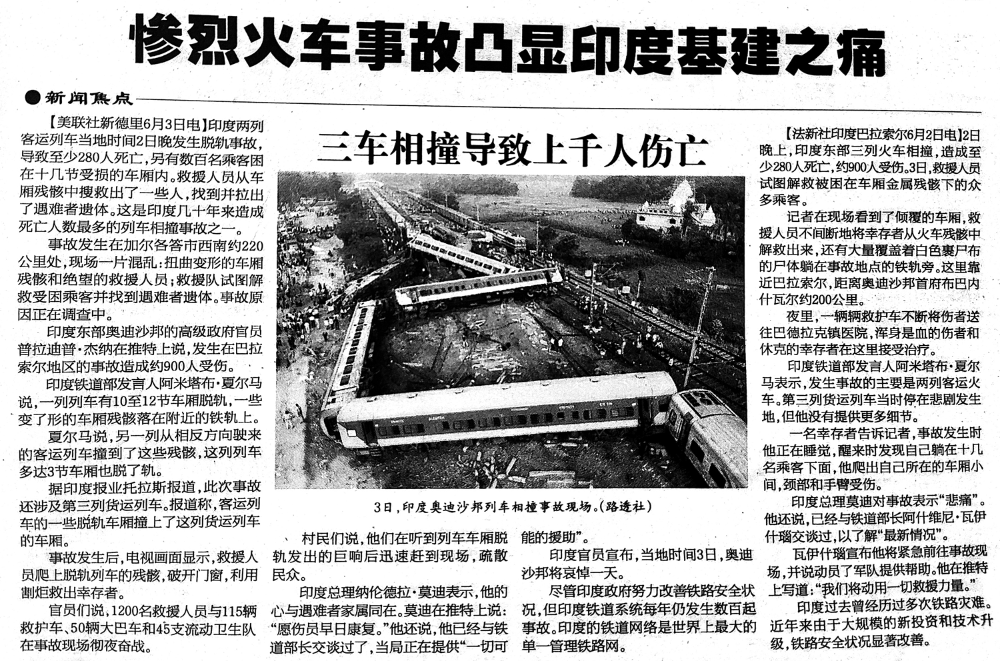 惨烈火车事故凸显印度基建之痛
●新闻焦点
【美联社新德里6月3日电】印度两列
客运列车当地时间2日晚发生脱轨事故,
导致至少280人死亡,另有数百名乘客困
在十几节受损的车厢内。救援人员从车
厢残骸中搜救出了一些人,找到并拉出
了遇难者遗体。这是印度几十年来造成
死亡人数最多的列车相撞事故之一。
事故发生在加尔各答市西南约220
公里处,现场一片混乱:扭曲变形的车厢
残骸和绝望的救援人员;救援队试图解
救受困乘客并找到遇难者遗体。事故原
因正在调查中。
印度东部奥迪沙邦的高级政府官员
普拉迪普·杰纳在推特上说,发生在巴拉
索尔地区的事故造成约900人受伤。
印度铁道部发言人阿米塔布·夏尔马
说,一列列车有10至12节车厢脱轨,一些
变了形的车厢残骸落在附近的铁轨上。
夏尔马说,另一列从相反方向驶来
的客运列车撞到了这些残骸,这列列车
多达3节车厢也脱了轨。
据印度报业托拉斯报道,此次事故
还涉及第三列货运列车。报道称,客运列
车的一些脱轨车厢撞上了这列货运列车
的车厢。
事故发生后,电视画面显示,救援人
员爬上脱轨列车的残骸,破开门窗,利用
割炬救出幸存者。
官员们说,1200名救援人员与115辆
救护车、50辆大巴车和45支流动卫生队
在事故现场彻夜奋战。
三车相撞导致上千人伤亡
3日,印度奥迪沙邦列车相撞事故现场。(路透社)
村民们说,他们在听到列车车厢脱
轨发出的巨响后迅速赶到现场,疏散
民众。
印度总理纳伦德拉·莫迪表示,他的
心与遇难者家属同在。莫迪在推特上说:
“愿伤员早日康复。”他还说,他已经与铁
道部长交谈过了,当局正在提供“一切可
能的援助”。
印度官员宣布,当地时间3日,奥迪
沙邦将哀悼一天。
尽管印度政府努力改善铁路安全状
况,但印度铁道系统每年仍发生数百起
事故。印度的铁道网络是世界上最大的
单一管理铁路网。
【法新社印度巴拉索尔6月2日电】2日
晚上,印度东部三列火车相撞,造成至
少280人死亡,约900人受伤。3日,救援人员
试图解救被困在车厢金属残骸下的众
多乘客。
记者在现场看到了倾覆的车厢,救
援人员不间断地将幸存者从火车残骸中
解救出来,还有大量覆盖着白色裹尸布
的尸体躺在事故地点的铁轨旁。这里靠
近巴拉索尔,距离奥迪沙邦首府布巴内
什瓦尔约200公里。
夜里,一辆辆救护车不断将伤者送
往巴德拉克镇医院,浑身是血的伤者和
休克的幸存者在这里接受治疗。
印度铁道部发言人阿米塔布·夏尔
马表示,发生事故的主要是两列客运火
车。第三列货运列车当时停在悲剧发生
地,但他没有提供更多细节。
一名幸存者告诉记者,事故发生时
他正在睡觉,醒来时发现自己躺在十几
名乘客下面,他爬出自己所在的车厢小
间,颈部和手臂受伤。
印度总理莫迪对事故表示“悲痛”。
他还说,已经与铁道部长阿什维尼·瓦伊
什瑙交谈过,以了解“最新情况”。
瓦伊什瑙宣布他将紧急前往事故现
场,并说动员了军队提供帮助。他在推特
上写道:“我们将动用一切救援力量。”
印度过去曾经历过多次铁路灾难。
近年来由于大规模的新投资和技术升
级,铁路安全状况显著改善。